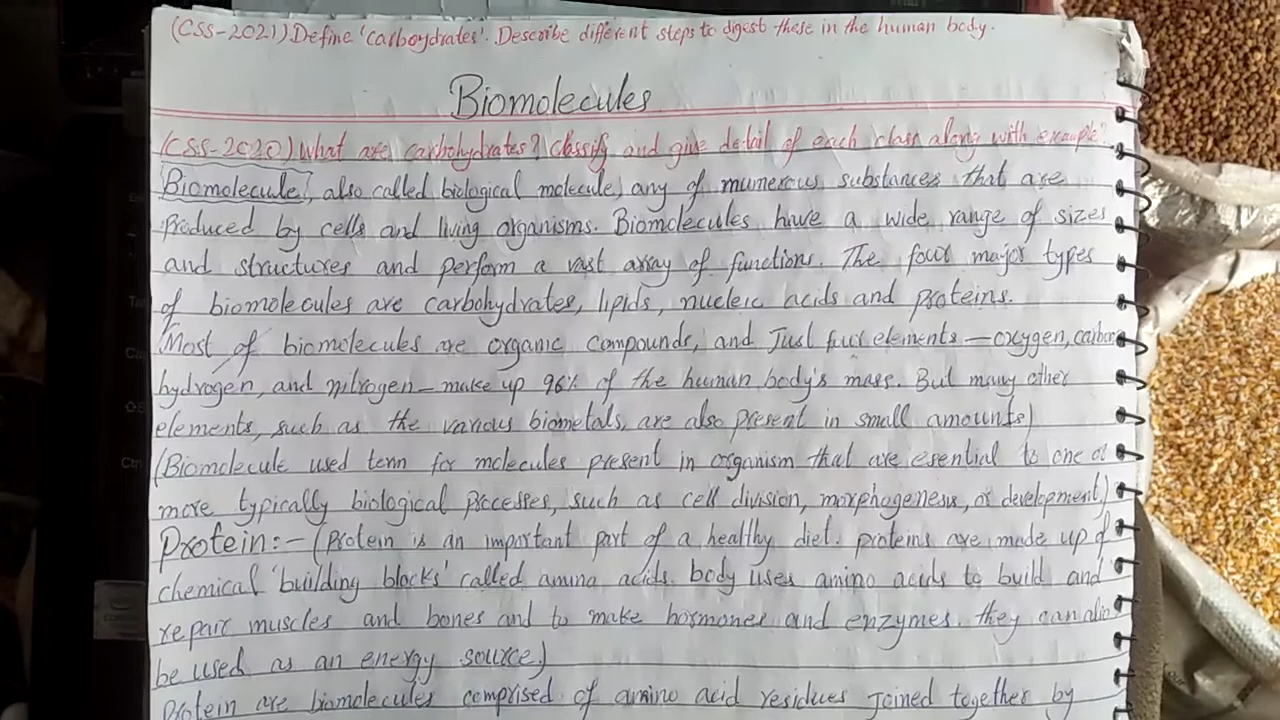 (CSS-2021) Define 'carboydrates'. Describe different steps to digest these in the human body.
Biomolecules
(CSS-2020) What are carbohydrates? classify and give detail of each class along with example?
Biomolecule, also called biological molecule, any of numerous substances that are
Produced by cells and living organisms. Biomolecules have a wide range of sizes
and structures and perform a vast array of functions. The four major types
of biomolecules are carbohydrates, lipids, nucleic acids and proteins.
Most of biomolecules are organic compounds, and Just four elements — oxygen, carbon
hydrogen, and nitrogen — make up 96% of the human body's mass. But many other
elements, such as the various biometals, are also present in small amounts)
(Biomolecule used term for molecules present in organism that are esential to one or
more typically biological processes, such as cell division, morphogenesis, or development)
Protein:- (Protein is an important part of a healthy diet. proteins are made up of
chemical 'building blocks' called amino acids. body uses amino acids to build and
repair muscles and bones and to make hormones and enzymes. they can also
be used as an energy source)
Protein are biomolecules comprised of amino acid residues joined together by